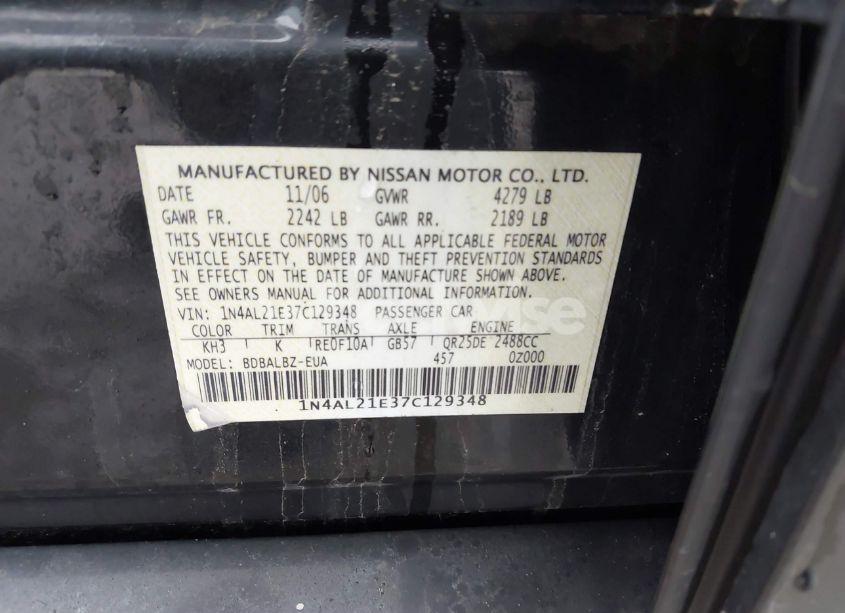 MANUFACTURED BY NISSAN MOTOR CO., LTD.
DATE 11/06 GVWR 4279 LB
GAWR FR. 2242 LB GAWR RR. 2189 LB
THIS VEHICLE CONFORMS TO ALL APPLICABLE FEDERAL MOTOR
VEHICLE SAFETY, BUMPER AND THEFT PREVENTION STANDARDS
IN EFFECT ON THE DATE OF MANUFACTURE SHOWN ABOVE.
SEE OWNERS MANUAL FOR ADDITIONAL INFORMATION.
VIN: 1N4AL21E37C129348 PASSENGER CAR
COLOR TRIM TRANS AXLE ENGINE
KH3 K RE0F10A GB57 QR25DE 2488CC
MODEL: BDBALBZ-EUA 457 0Z000
1N4AL21E37C129348